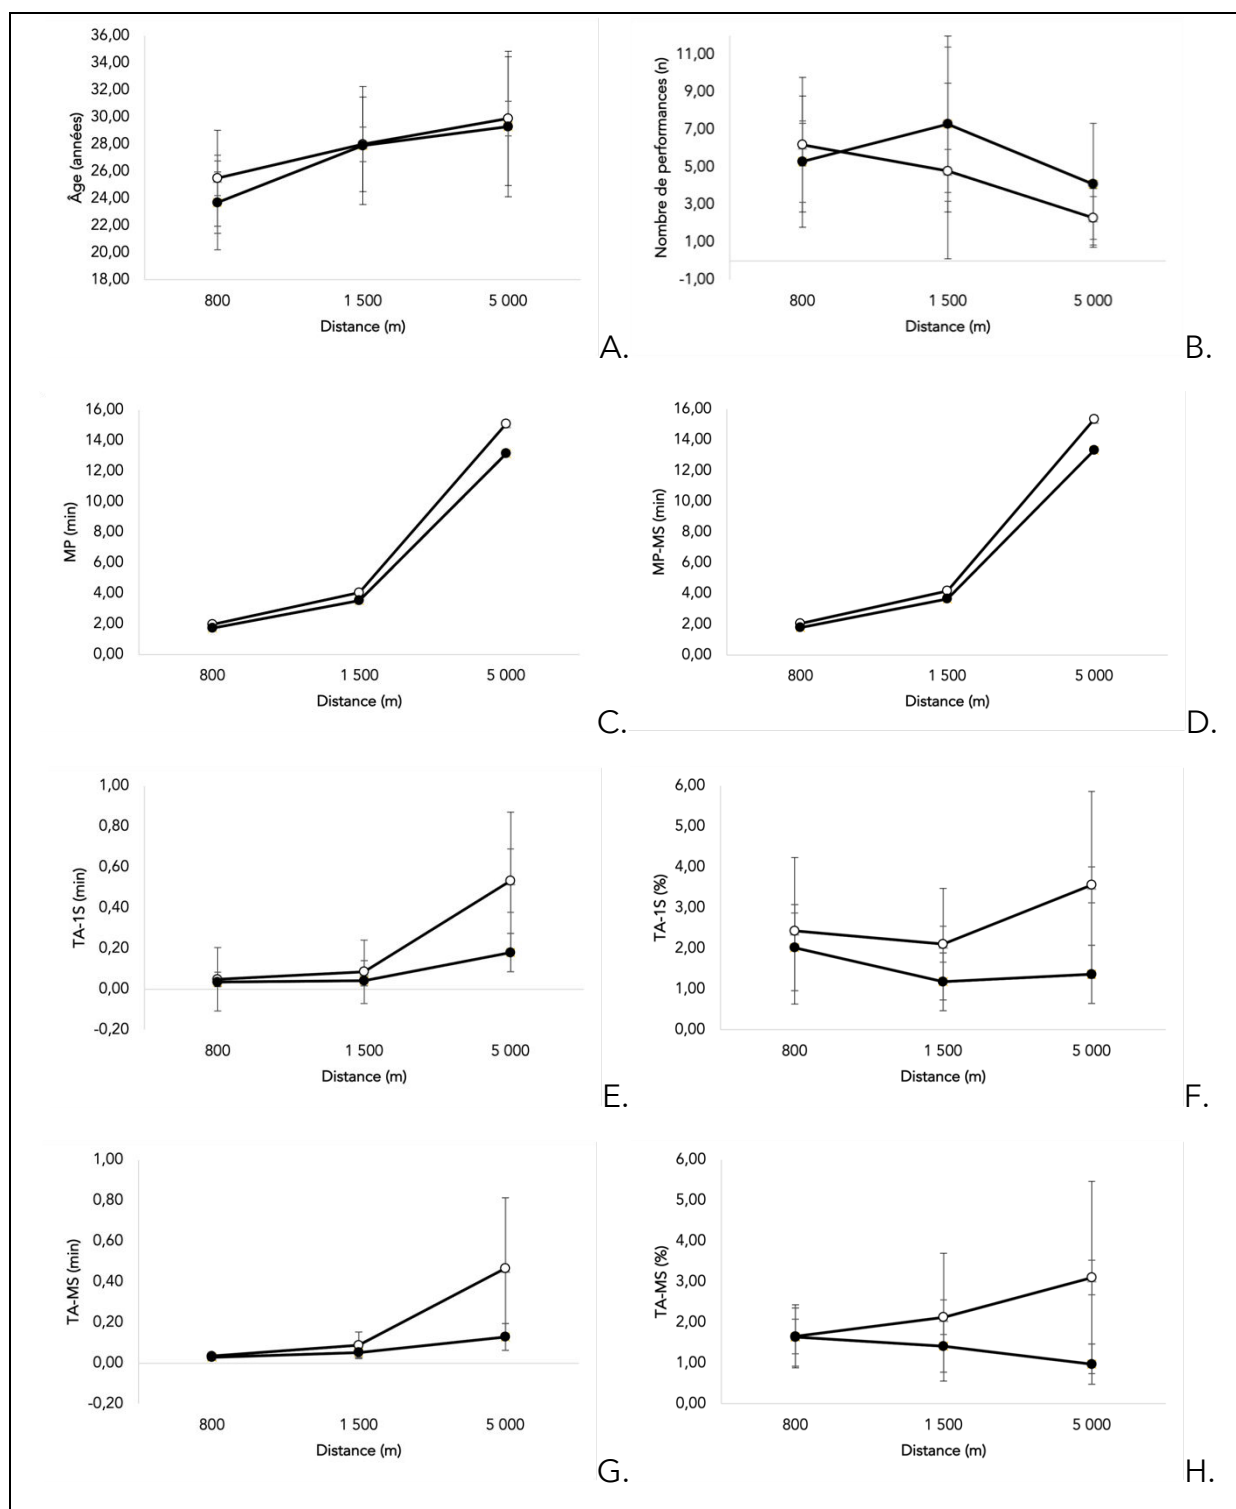 36,00
34,00
32,00
30,00
28,00
26,00
24,00
22,00
20,00
18,00
Âge (années)
800 1 500 5 000
Distance (m)
A.
11,00
9,00
7,00
5,00
3,00
1,00
-1,00
Nombre de performances (n)
800 1 500 5 000
Distance (m)
B.
16,00
14,00
12,00
10,00
8,00
6,00
4,00
2,00
0,00
MP (min)
800 1 500 5 000
Distance (m)
C.
16,00
14,00
12,00
10,00
8,00
6,00
4,00
2,00
0,00
MP-MS (min)
800 1 500 5 000
Distance (m)
D.
1,00
0,80
0,60
0,40
0,20
0,00
-0,20
TA-1S (min)
800 1 500 5 000
Distance (m)
E.
6,00
5,00
4,00
3,00
2,00
1,00
0,00
TA-1S (%)
800 1 500 5 000
Distance (m)
F.
1,00
0,80
0,60
0,40
0,20
0,00
-0,20
TA-MS (min)
800 1 500 5 000
Distance (m)
G.
6,00
5,00
4,00
3,00
2,00
1,00
0,00
TA-MS (%)
800 1 500 5 000
Distance (m)
H.